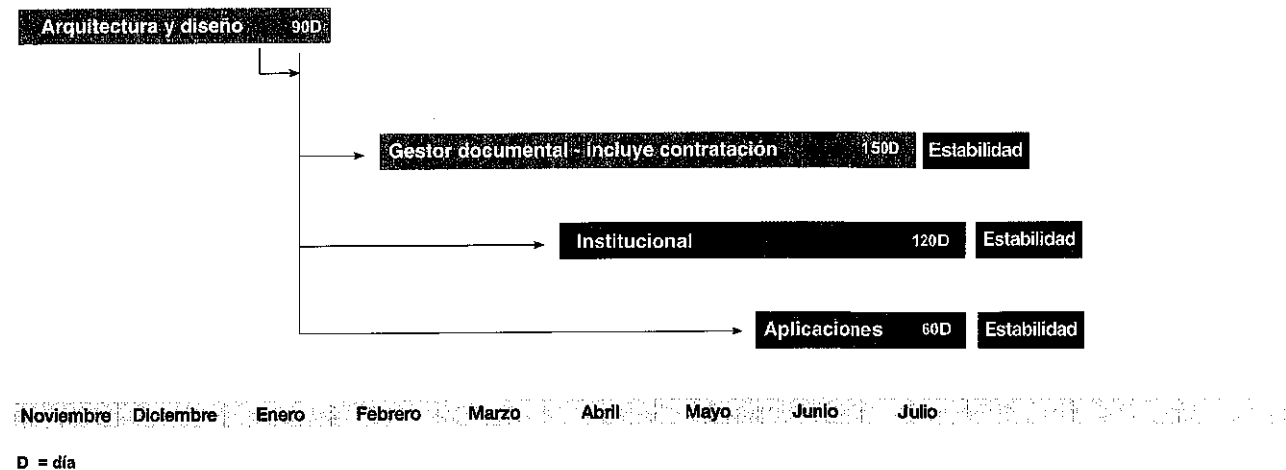 Arquitectura y diseño 90D
Gestor documental - incluye contratación 150D Estabilidad
Institucional 120D Estabilidad
Aplicaciones 60D Estabilidad
Noviembre Diciembre Enero Febrero Marzo Abril Mayo Junio Julio
D = día